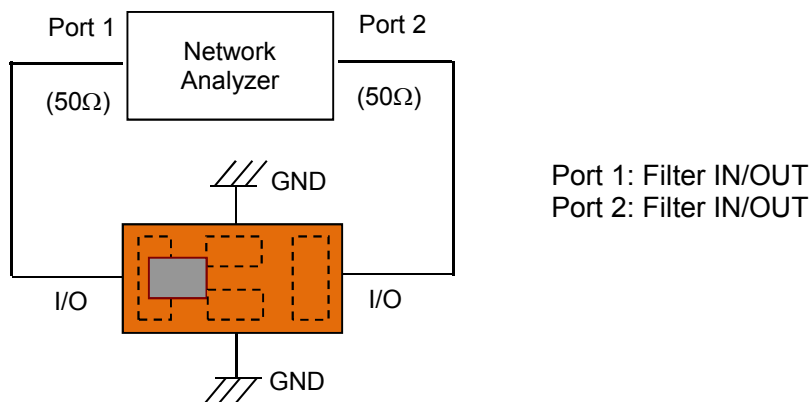 Port 1
Port 2
Network
Analyzer
(50Ω)
(50Ω)
GND
Port 1: Filter IN/OUT
Port 2: Filter IN/OUT
I/O
I/O
GND